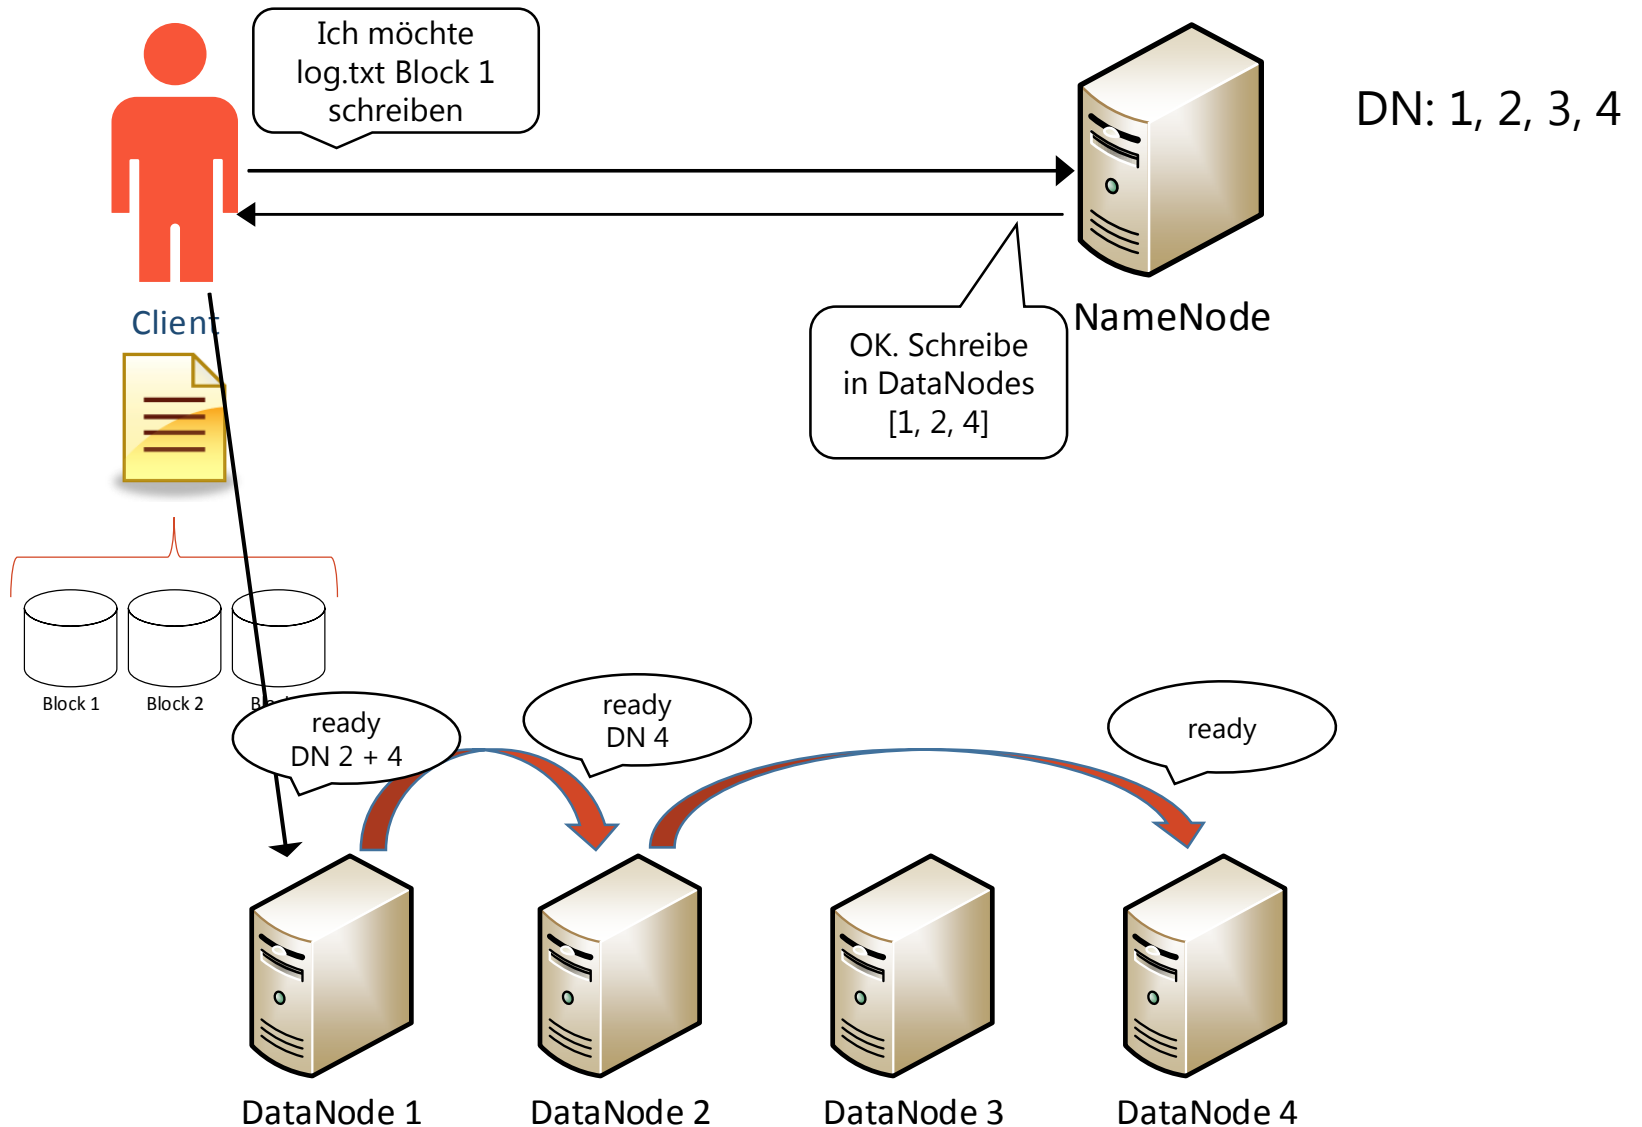 Ich möchte
log.txt Block 1
schreiben
DN: 1, 2, 3, 4
Client
NameNode
OK. Schreibe
in DataNodes
[1, 2, 4]
Block 1
Block 2
ready
DN 2 + 4
ready
DN 4
ready
DataNode 1
DataNode 2
DataNode 3
DataNode 4